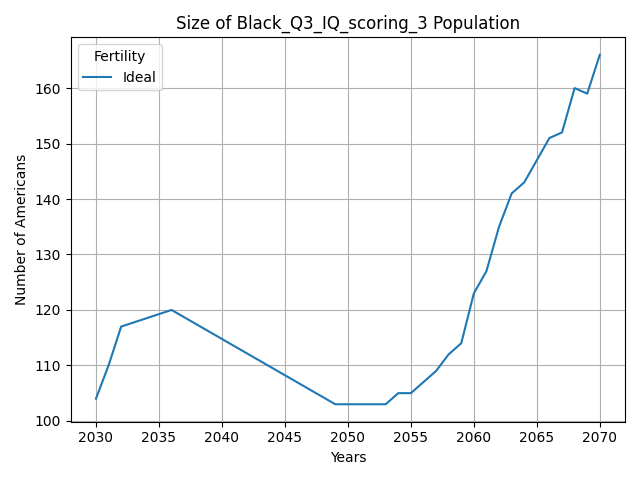 Size of Black_Q3_IQ_scoring_3 Population
Fertility
Ideal
Number of Americans
160
150
140
130
120
110
100
2030 2035 2040 2045 2050 2055 2060 2065 2070
Years